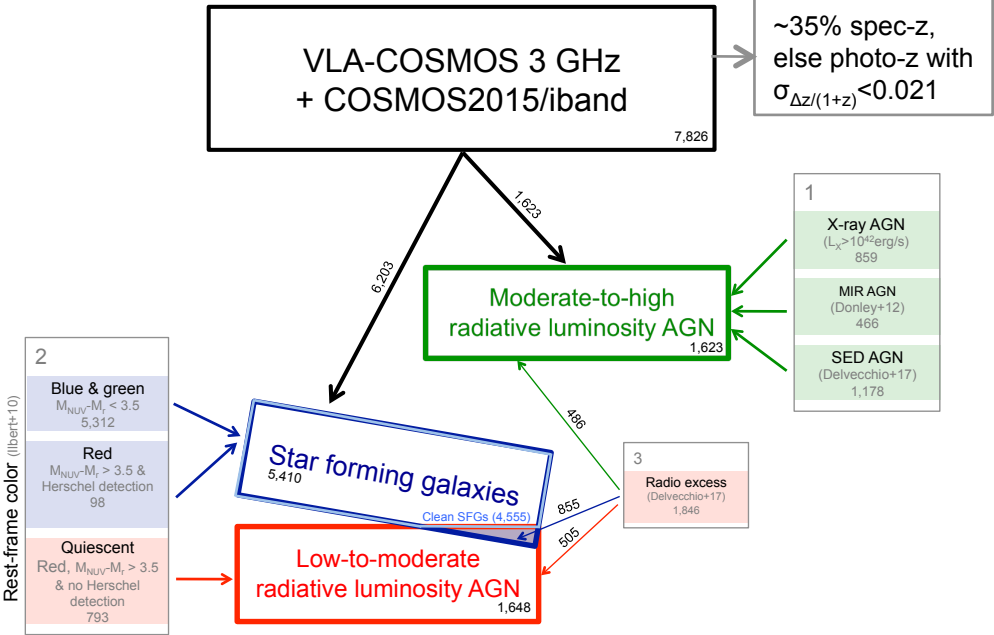 VLA-COSMOS 3 GHz
+ COSMOS2015/iband
7,826
~35% spec-z,
else photo-z with
σΔz/(1+z)<0.021
1,623
6,203
1
X-ray AGN
(Lx>10⁴²erg/s)
859
MIR AGN
(Donley+12)
466
SED AGN
(Delvecchio+17)
1,178
Moderate-to-high
radiative luminosity AGN
1,623
Rest-frame color (Ilbert+10)
2
Blue & green
MNUV-Mr < 3.5
5,312
Red
MNUV-Mr > 3.5 &
Herschel detection
98
Quiescent
Red, MNUV-Mr > 3.5
& no Herschel
detection
793
Star forming galaxies
5,410
Clean SFGs (4,555)
486
855
505
3
Radio excess
(Delvecchio+17)
1,846
Low-to-moderate
radiative luminosity AGN
1,648